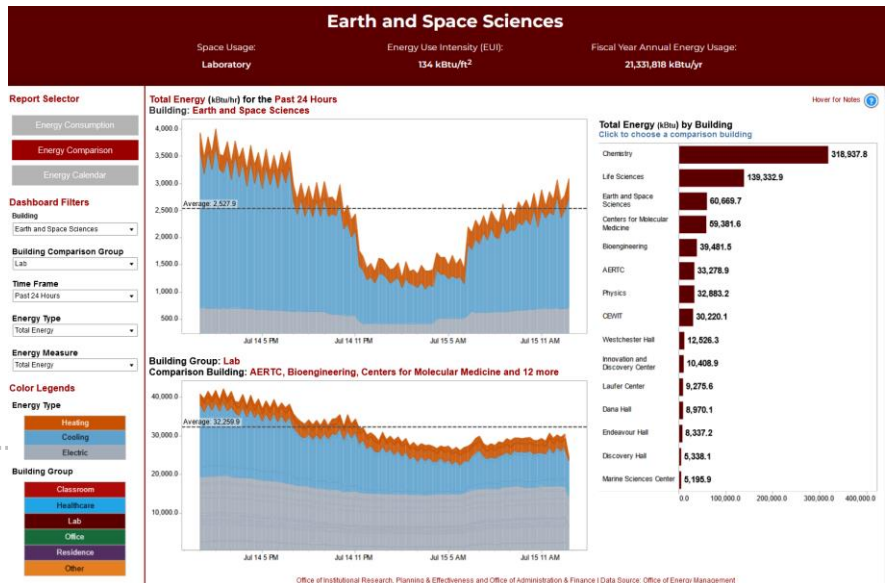 Earth and Space Sciences
Space Usage:
Laboratory
Energy Use Intensity (EUI):
134 kBtu/ft²
Fiscal Year Annual Energy Usage:
21,331,818 kBtu/yr
Report Selector
Energy Consumption
Energy Comparison
Energy Calendar
Dashboard Filters
Building
Earth and Space Sciences
Building Comparison Group
Lab
Time Frame
Past 24 Hours
Energy Type
Total Energy
Energy Measure
Total Energy
Color Legends
Energy Type
Heating
Cooling
Electric
Building Group
Classroom
Healthcare
Lab
Office
Residence
Other
Total Energy (kBtu/hr) for the Past 24 Hours
Building: Earth and Space Sciences
4,000.0
3,500.0
3,000.0
2,500.0
2,000.0
1,500.0
1,000.0
500.0
Average: 2,527.9
Jul 14 5 PM
Jul 14 11 PM
Jul 15 5 AM
Jul 15 11 AM
Building Group: Lab
Comparison Building: AERTC, Bioengineering, Centers for Molecular Medicine and 12 more
40,000.0
30,000.0
20,000.0
10,000.0
Average: 32,259.9
Jul 14 5 PM
Jul 14 11 PM
Jul 15 5 AM
Jul 15 11 AM
Hover for Notes ?
Total Energy (kBtu) by Building
Click to choose a comparison building
Chemistry 318,937.8
Life Sciences 139,332.9
Earth and Space
Sciences 60,669.7
Centers for Molecular
Medicine 59,381.6
Bioengineering 39,481.5
AERTC 33,278.9
Physics 32,883.2
CEWIT 30,220.1
Westchester Hall 12,526.3
Innovation and
Discovery Center 10,408.9
Laufer Center 9,275.6
Dana Hall 8,970.1
Endeavour Hall 8,337.2
Discovery Hall 5,338.1
Marine Sciences Center 5,195.9
0.0 100,000.0 200,000.0 300,000.0 400,000.0
Office of Institutional Research, Planning & Effectiveness and Office of Administration & Finance | Data Source: Office of Energy Management